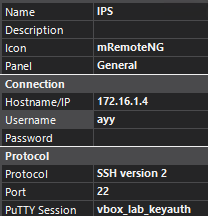 Name IPS
Description
Icon mRemoteNG
Panel General
Connection
Hostname/IP 172.16.1.4
Username ayy
Password
Protocol
Protocol SSH version 2
Port 22
PuTTY Session vbox_lab_keyauth